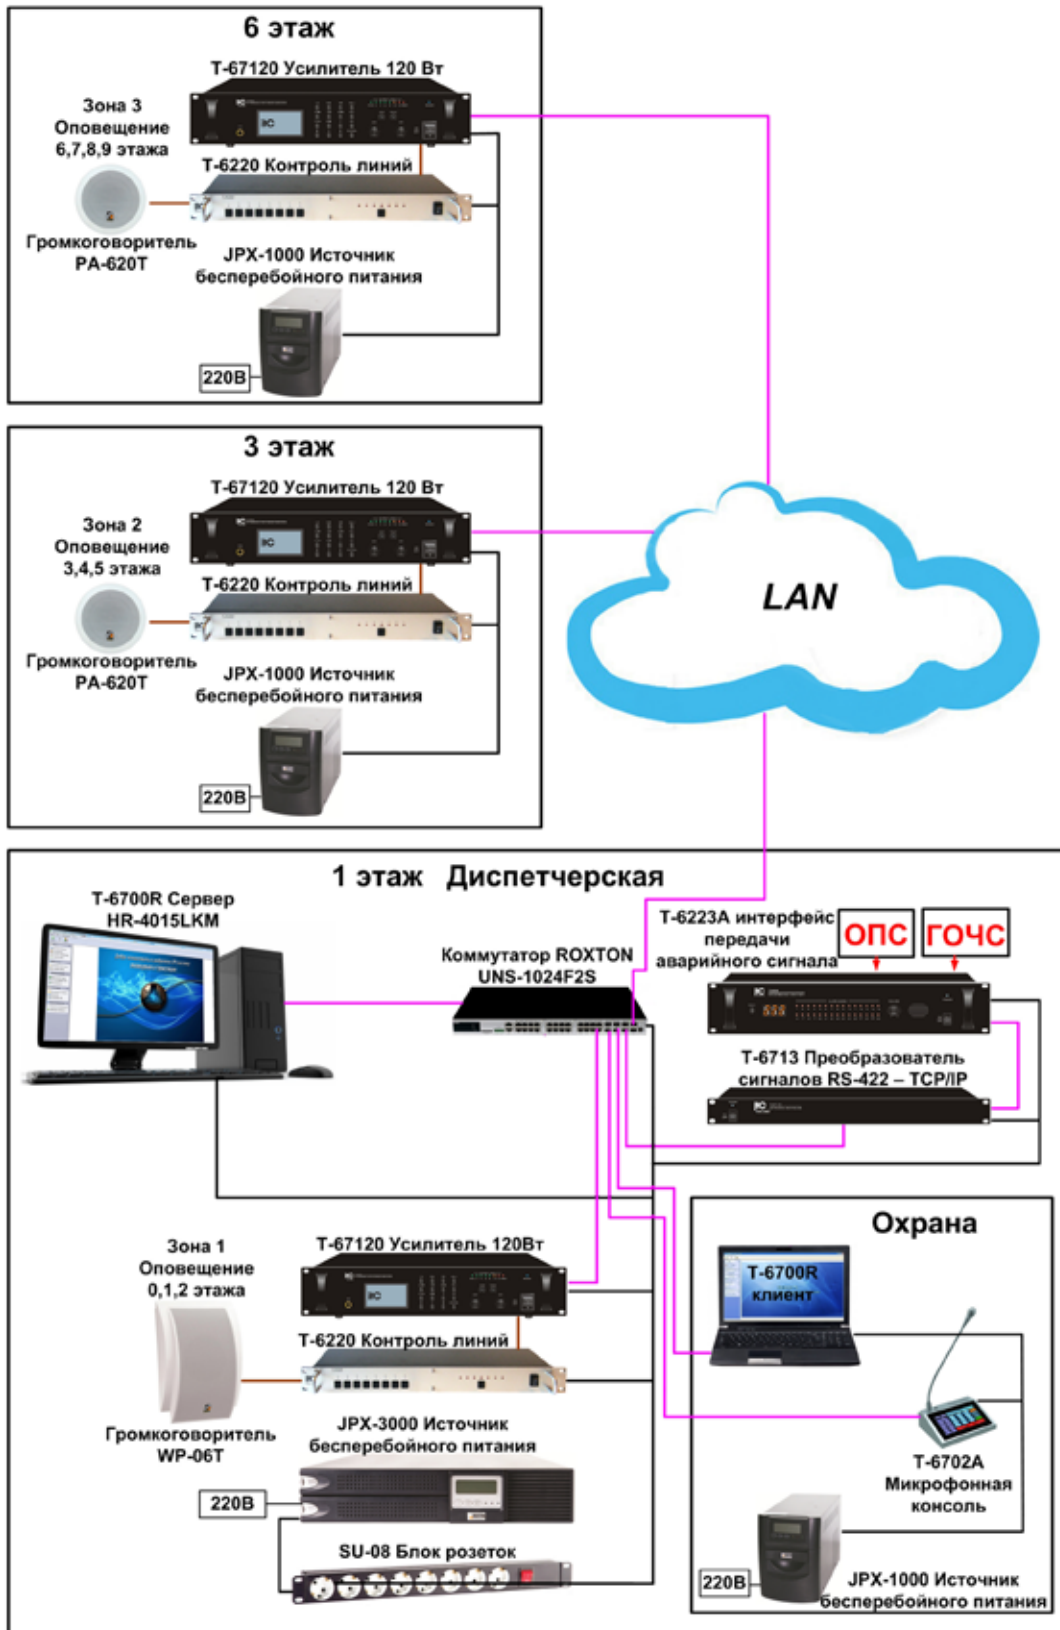 6 этаж
Т-67120 Усилитель 120 Вт
Зона 3
Оповещение
6,7,8,9 этажа
Т-6220 Контроль линий
Громкоговоритель
PA-620T
JPX-1000 Источник
бесперебойного питания
220В
3 этаж
Т-67120 Усилитель 120 Вт
Зона 2
Оповещение
3,4,5 этажа
Т-6220 Контроль линий
Громкоговоритель
PA-620T
JPX-1000 Источник
бесперебойного питания
220В
LAN
1 этаж Диспетчерская
Т-6700R Сервер
HR-4015LKM
Коммутатор ROXTON
UNS-1024F2S
Т-6223А интерфейс
передачи
аварийного сигнала
ОПС
ГОЧС
Т-6713 Преобразователь
сигналов RS-422 – TCP/IP
Зона 1
Оповещение
0,1,2 этажа
Т-67120 Усилитель 120Вт
Т-6220 Контроль линий
Громкоговоритель
WP-06T
JPX-3000 Источник
бесперебойного питания
220В
SU-08 Блок розеток
Охрана
T-6700R
клиент
Т-6702А
Микрофонная
консоль
220В
JPX-1000 Источник
бесперебойного питания